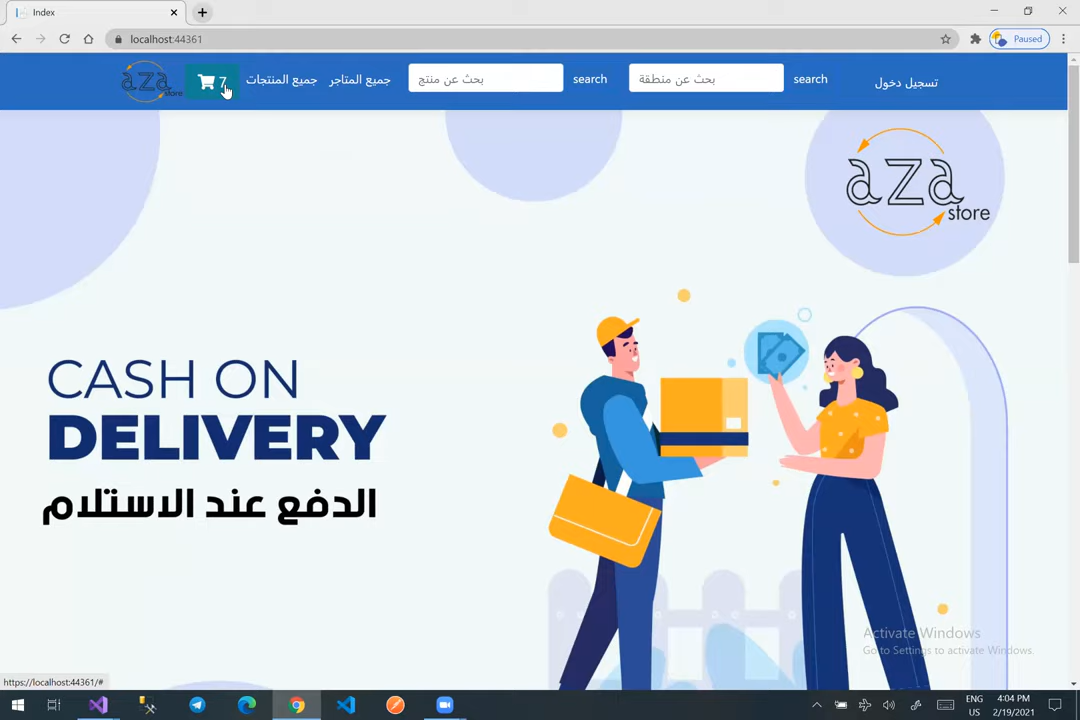 Index
localhost:44361
Paused
aza store
7
جميع المنتجات
جميع المتاجر
بحث عن منتج
search
بحث عن منطقة
search
تسجيل دخول
aza
store
CASH ON
DELIVERY
الدفع عند الاستلام
Activate Windows
Go to Settings to activate Windows.
https://localhost:44361/#
ENG
US
4:04 PM
2/19/2021